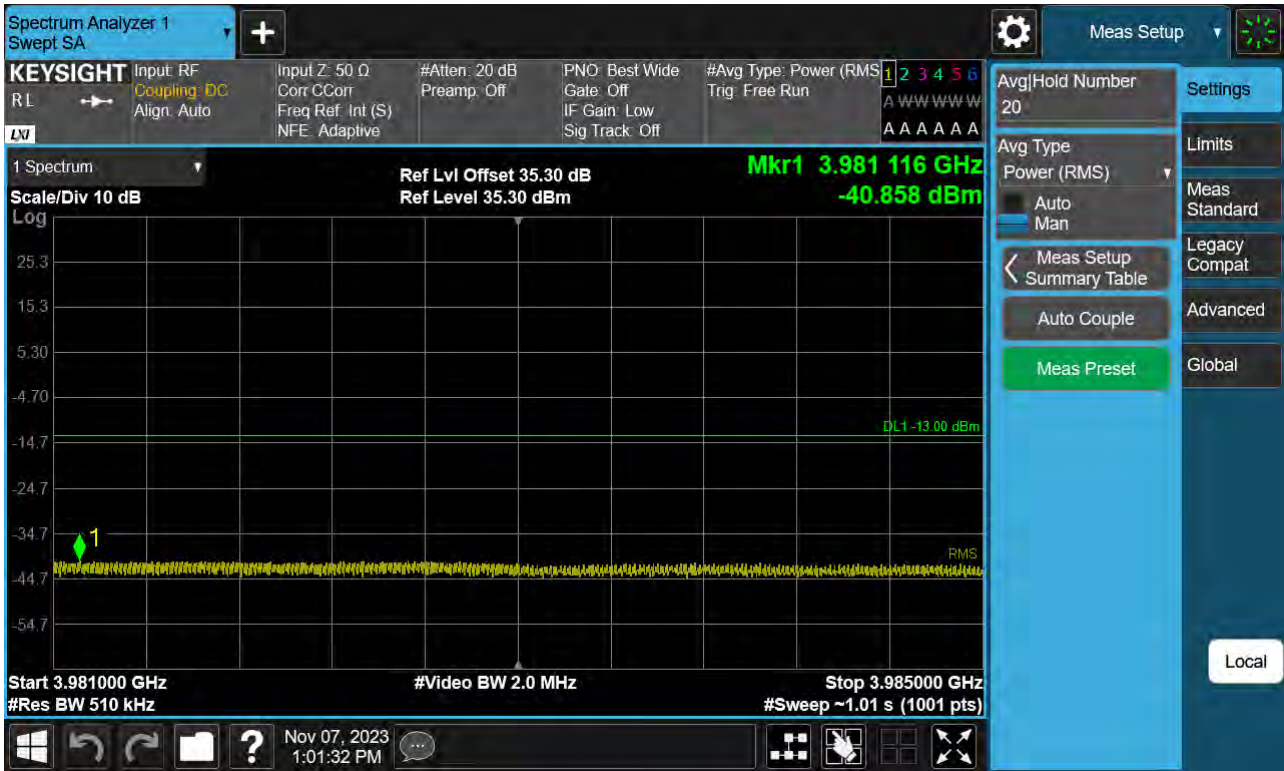 Spectrum Analyzer 1
Swept SA
+
Meas Setup
KEYSIGHT
RL
LXI
Input: RF
Coupling: DC
Align: Auto
Input Z: 50 Ω
Corr CCorr
Freq Ref: Int (S)
NFE: Adaptive
#Atten: 20 dB
Preamp: Off
PNO: Best Wide
Gate: Off
IF Gain: Low
Sig Track: Off
#Avg Type: Power (RMS
Trig: Free Run
1 2 3 4 5 6
A W W W W W
A A A A A A
1 Spectrum
Scale/Div 10 dB
Log
Ref Lvl Offset 35.30 dB
Ref Level 35.30 dBm
Mkr1 3.981 116 GHz
-40.858 dBm
25.3
15.3
5.30
-4.70
DL1 -13.00 dBm
-14.7
-24.7
-34.7
1
RMS
-44.7
-54.7
Start 3.981000 GHz
#Res BW 510 kHz
#Video BW 2.0 MHz
Stop 3.985000 GHz
#Sweep ~1.01 s (1001 pts)
Avg|Hold Number
20
Avg Type
Power (RMS)
Auto
Man
Meas Setup
Summary Table
Auto Couple
Meas Preset
Settings
Limits
Meas
Standard
Legacy
Compat
Advanced
Global
Local
?
Nov 07, 2023
1:01:32 PM